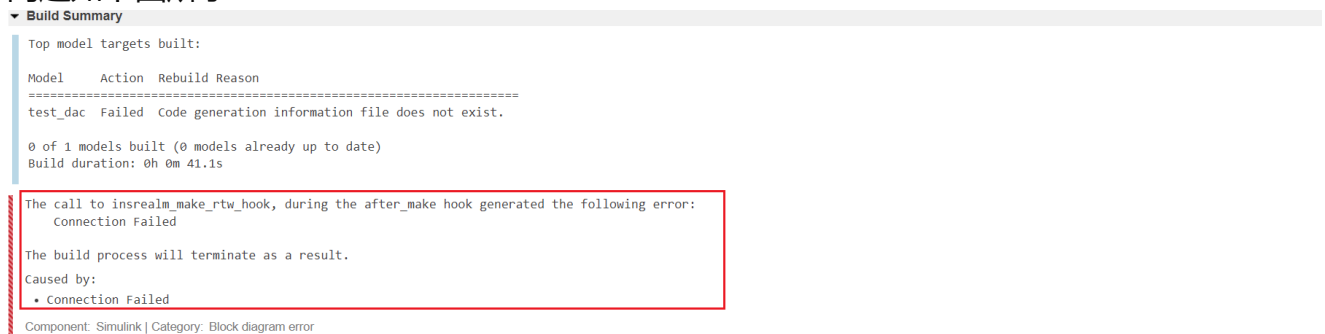 Build Summary
Top model targets built:
Model Action Rebuild Reason
====================================================================
test_dac Failed Code generation information file does not exist.
0 of 1 models built (0 models already up to date)
Build duration: 0h 0m 41.1s
The call to insrealm_make_rtw_hook, during the after_make hook generated the following error:
Connection Failed
The build process will terminate as a result.
Caused by:
• Connection Failed
Component: Simulink | Category: Block diagram error